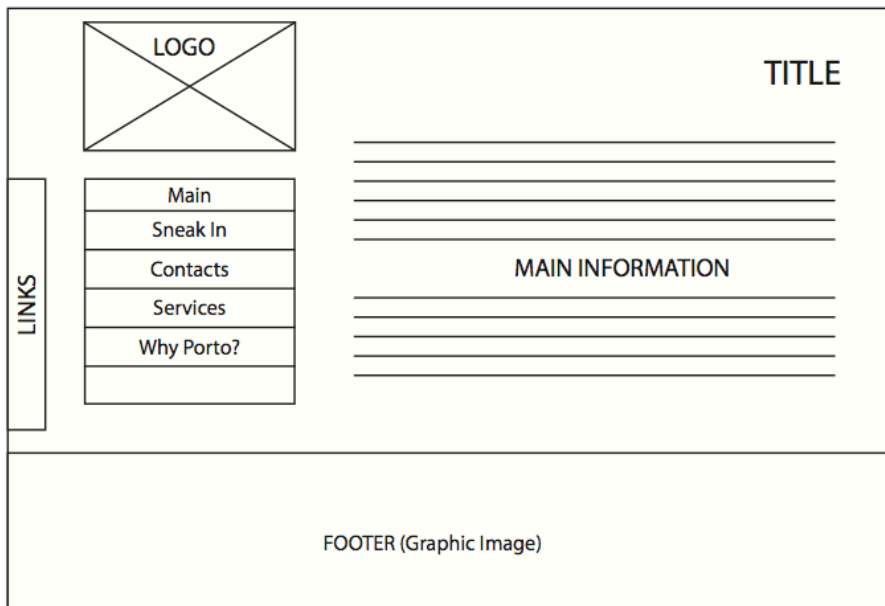 LOGO
TITLE
LINKS
Main
Sneak In
Contacts
Services
Why Porto?
MAIN INFORMATION
FOOTER (Graphic Image)